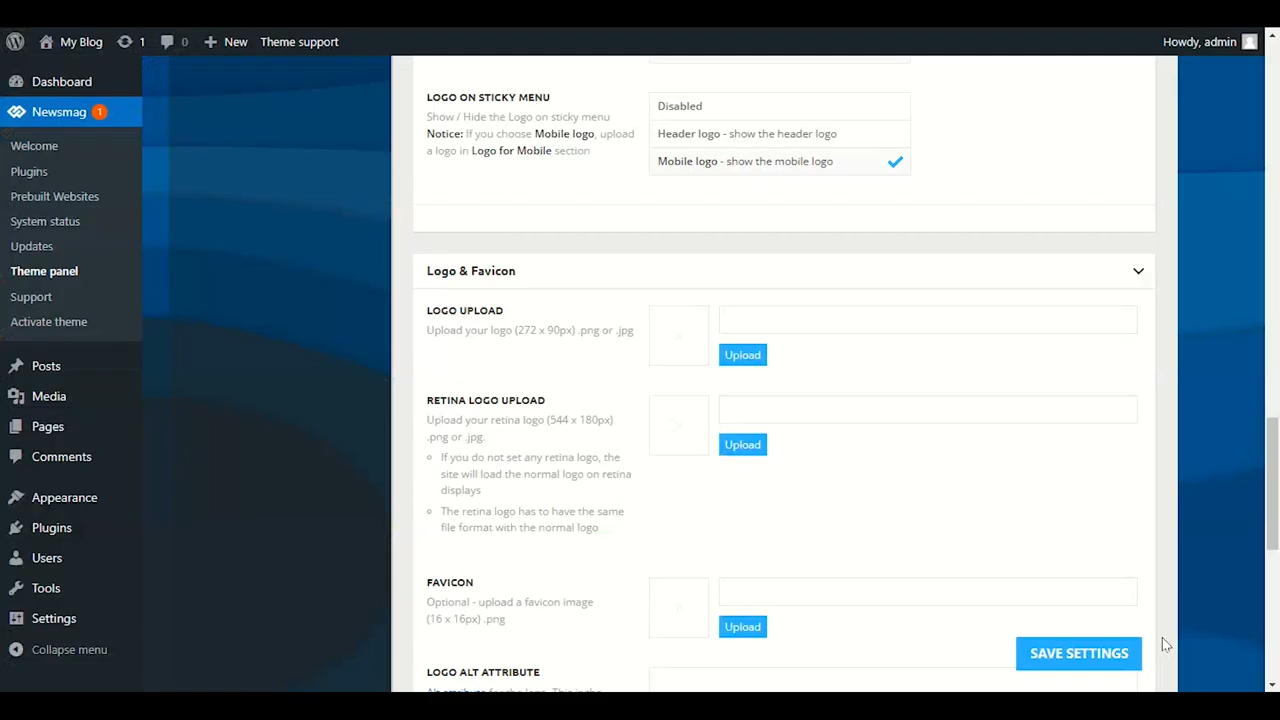 My Blog
1
0
New
Theme support
Howdy, admin
Dashboard
Newsmag 1
Welcome
Plugins
Prebuilt Websites
System status
Updates
Theme panel
Support
Activate theme
Posts
Media
Pages
Comments
Appearance
Plugins
Users
Tools
Settings
Collapse menu
LOGO ON STICKY MENU
Show / Hide the Logo on sticky menu
Notice: If you choose Mobile logo, upload
a logo in Logo for Mobile section
Disabled
Header logo - show the header logo
Mobile logo - show the mobile logo
Logo & Favicon
LOGO UPLOAD
Upload your logo (272 x 90px) .png or .jpg
Upload
RETINA LOGO UPLOAD
Upload your retina logo (544 x 180px)
.png or .jpg.
If you do not set any retina logo, the
site will load the normal logo on retina
displays
The retina logo has to have the same
file format with the normal logo
Upload
FAVICON
Optional - upload a favicon image
(16 x 16px) .png
Upload
SAVE SETTINGS
LOGO ALT ATTRIBUTE